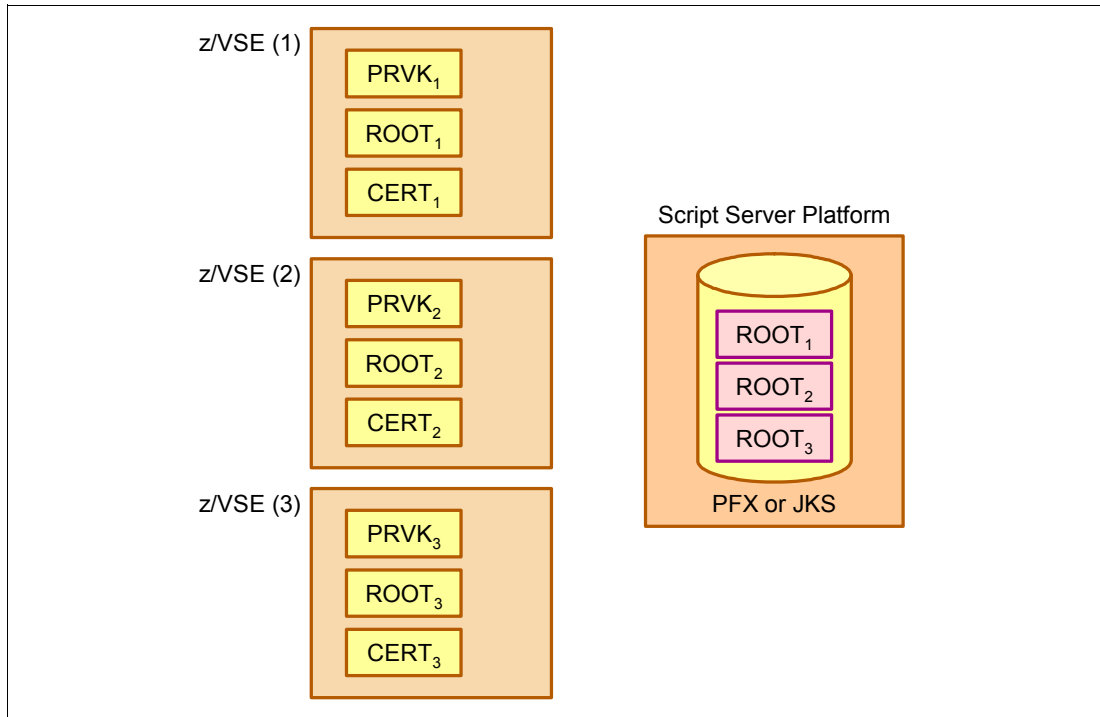 z/VSE (1)
PRVK₁
ROOT₁
CERT₁
z/VSE (2)
PRVK₂
ROOT₂
CERT₂
z/VSE (3)
PRVK₃
ROOT₃
CERT₃
Script Server Platform
ROOT₁
ROOT₂
ROOT₃
PFX or JKS